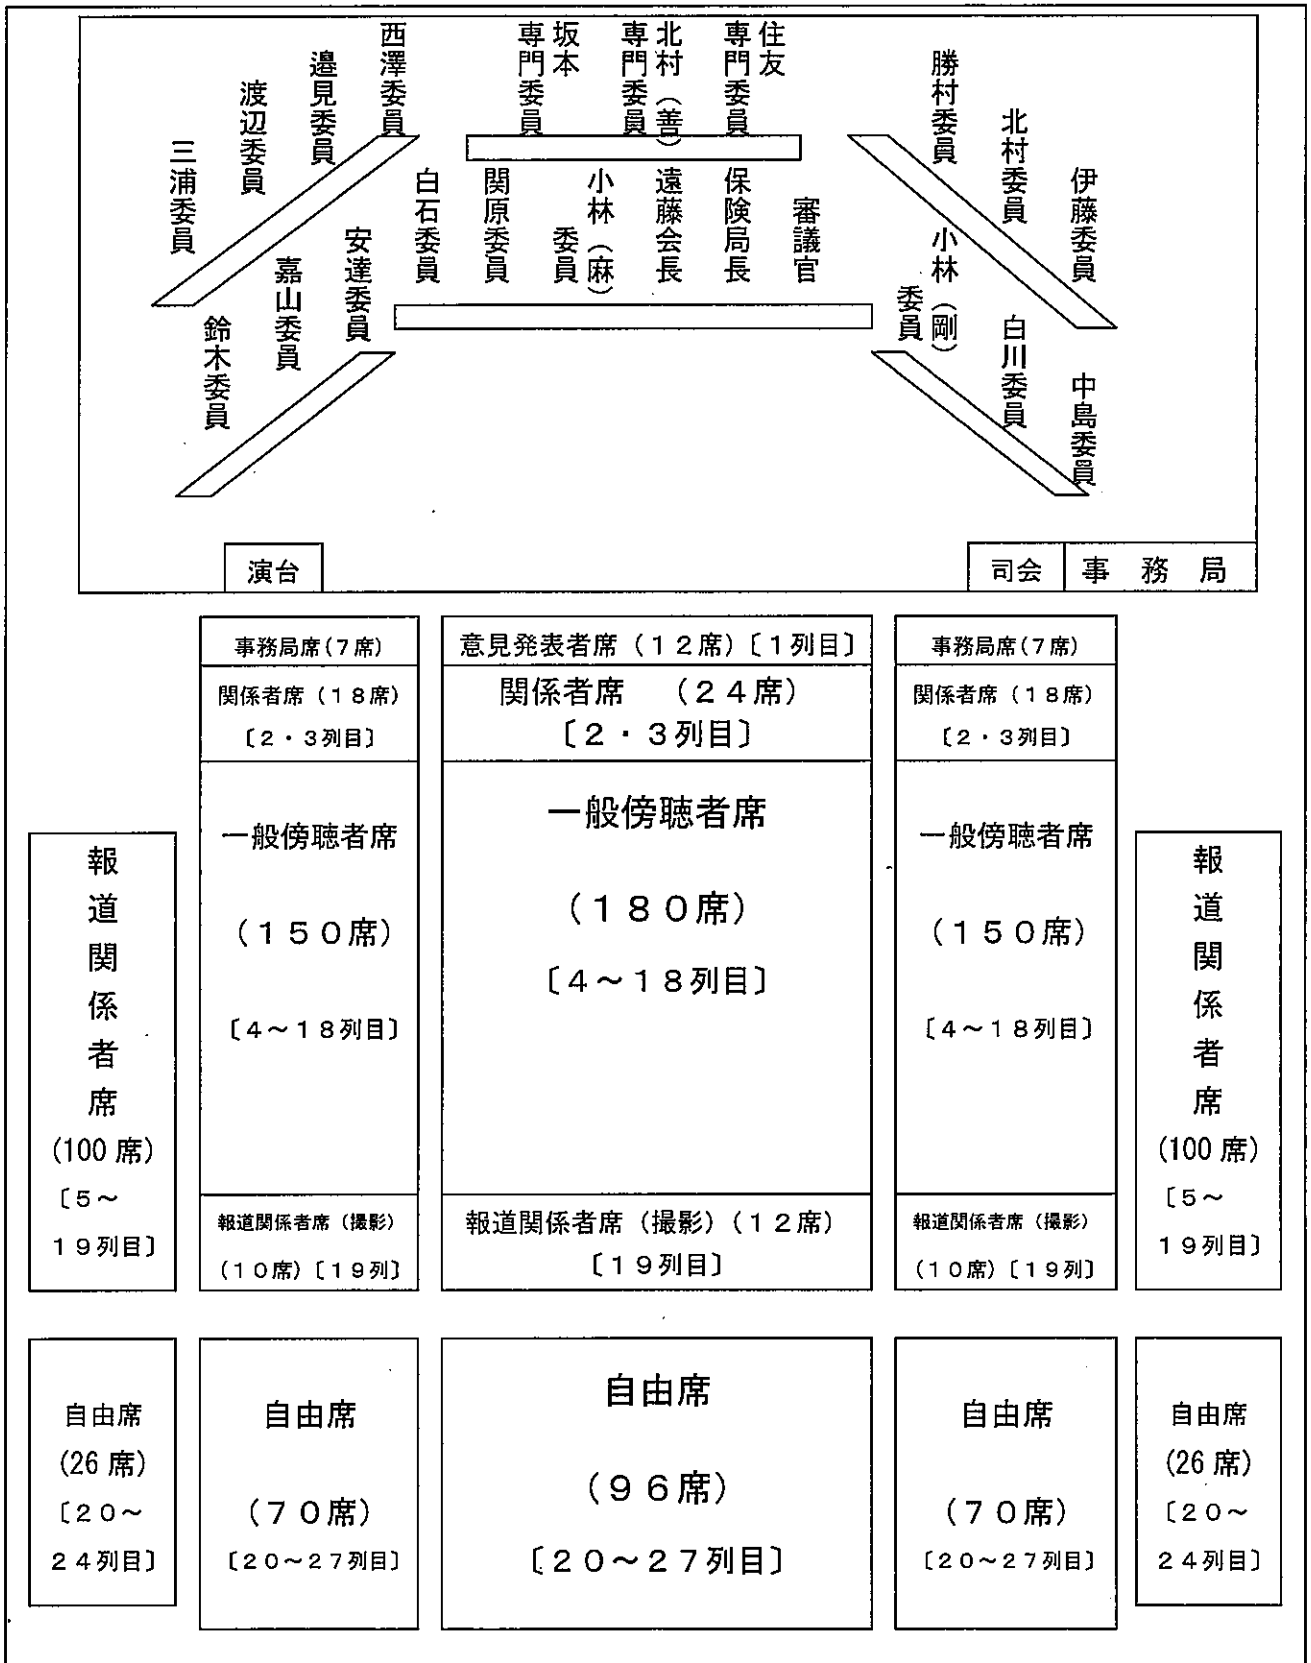 西澤委員
邉見委員
渡辺委員
三浦委員
坂本
専門委員
北村（善）
専門委員
住友
専門委員
勝村委員
北村委員
伊藤委員
白石委員
関原委員
小林（麻）
委員
遠藤会長
保険局長
審議官
安達委員
嘉山委員
鈴木委員
小林（剛）
委員
白川委員
中島委員
演台
司会
事　務　局
事務局席(７席)
意見発表者席（１２席）〔１列目〕
事務局席(７席)
関係者席（１８席）
〔２・３列目〕
関係者席　（２４席）
〔２・３列目〕
関係者席（１８席）
〔２・３列目〕
報道関係者席
(100 席)
〔５～
１９列目〕
一般傍聴者席
（１５０席）
〔４～１８列目〕
一般傍聴者席
（１８０席）
〔４～１８列目〕
一般傍聴者席
（１５０席）
〔４～１８列目〕
報道関係者席
(100 席)
〔５～
１９列目〕
報道関係者席（撮影）
（１０席）〔１９列〕
報道関係者席（撮影）（１２席）
〔１９列目〕
報道関係者席（撮影）
（１０席）〔１９列〕
自由席
(26 席)
〔２０～
２４列目〕
自由席
（７０席）
〔２０～２７列目〕
自由席
（９６席）
〔２０～２７列目〕
自由席
（７０席）
〔２０～２７列目〕
自由席
(26 席)
〔２０～
２４列目〕